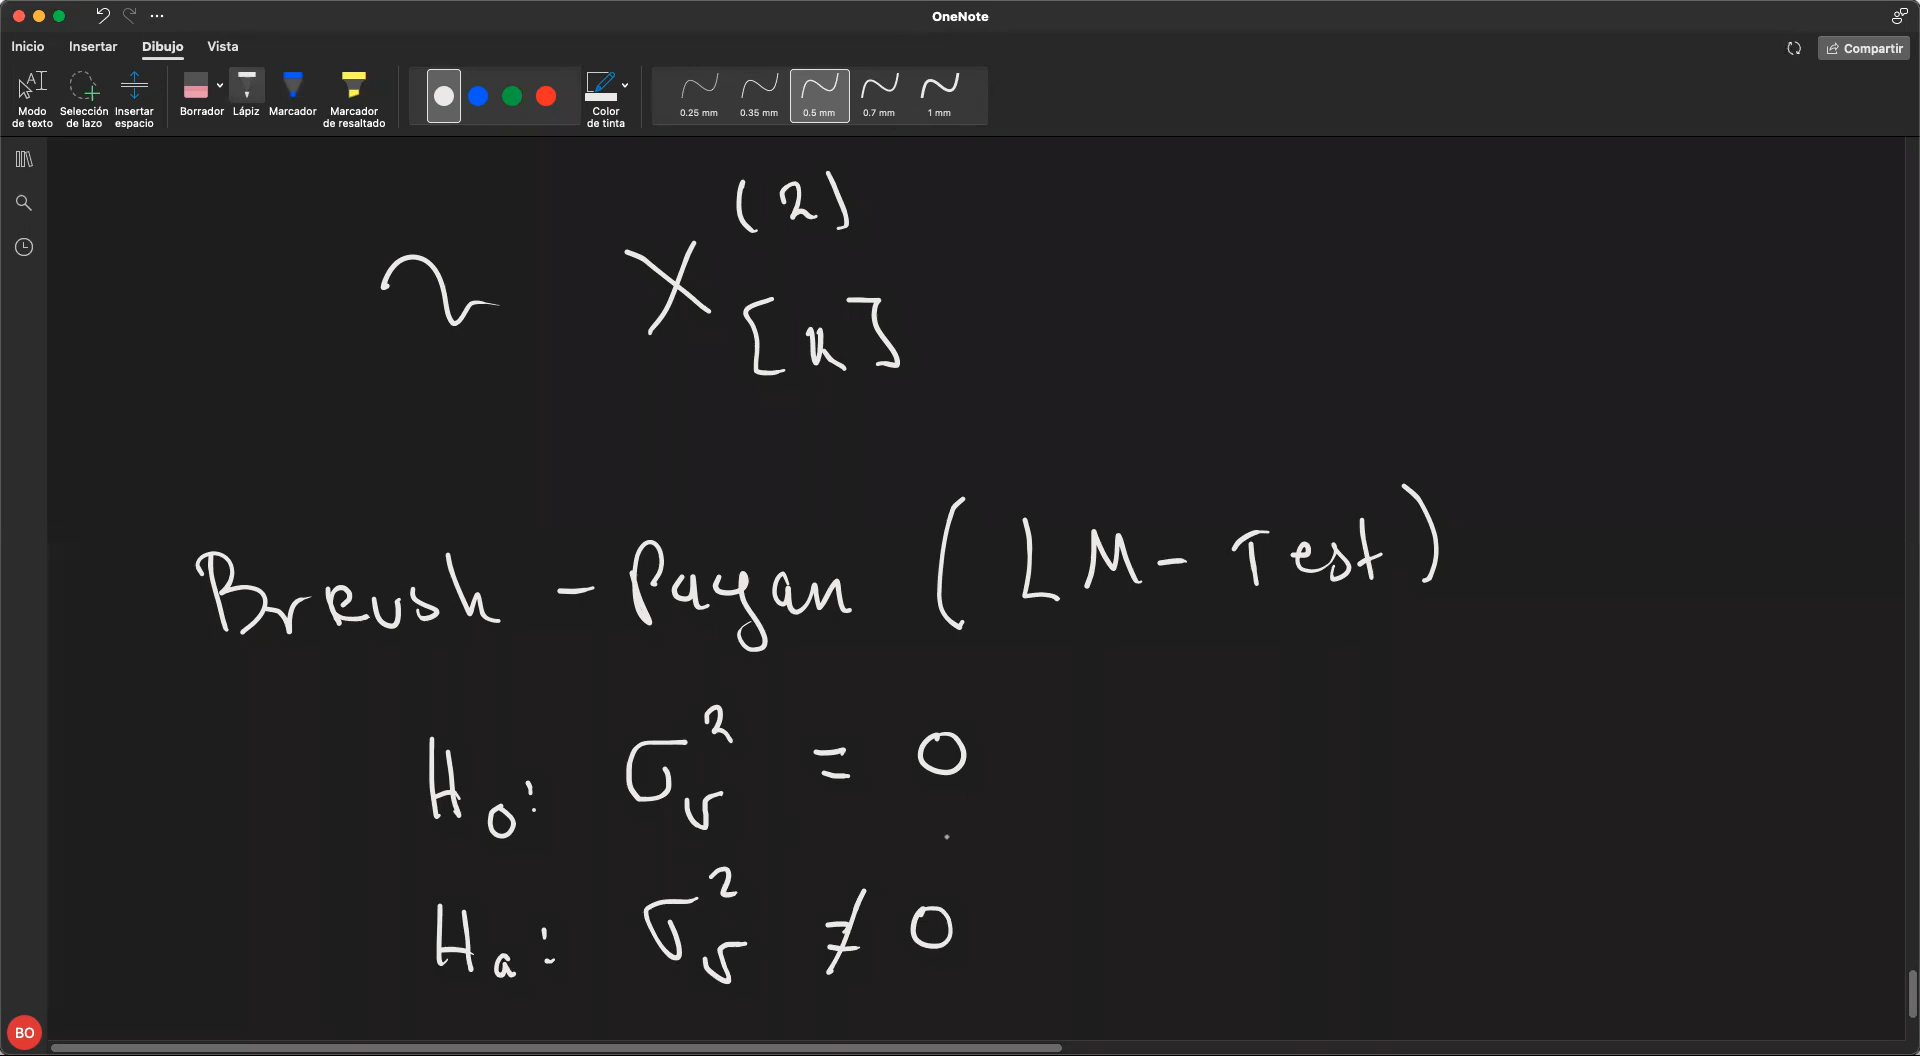 OneNote
Inicio Insertar Dibujo Vista
Compartir
Modo de texto
Selección de lazo
Insertar espacio
Borrador
Lápiz
Marcador
Marcador de resaltado
Color de tinta
0.25 mm 0.35 mm 0.5 mm 0.7 mm 1 mm
~ X^(2)_[k]
Breush - Pagan (LM - Test)
H₀: σ²ᵥ = 0
Hₐ: σ²ᵥ ≠ 0
BO